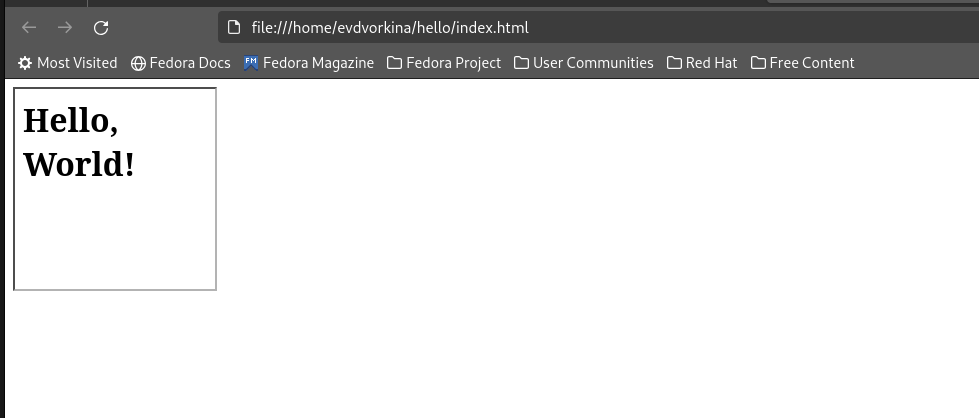 file:///home/evdvorkina/hello/index.html
Most Visited Fedora Docs FM Fedora Magazine Fedora Project User Communities Red Hat Free Content
Hello,
World!